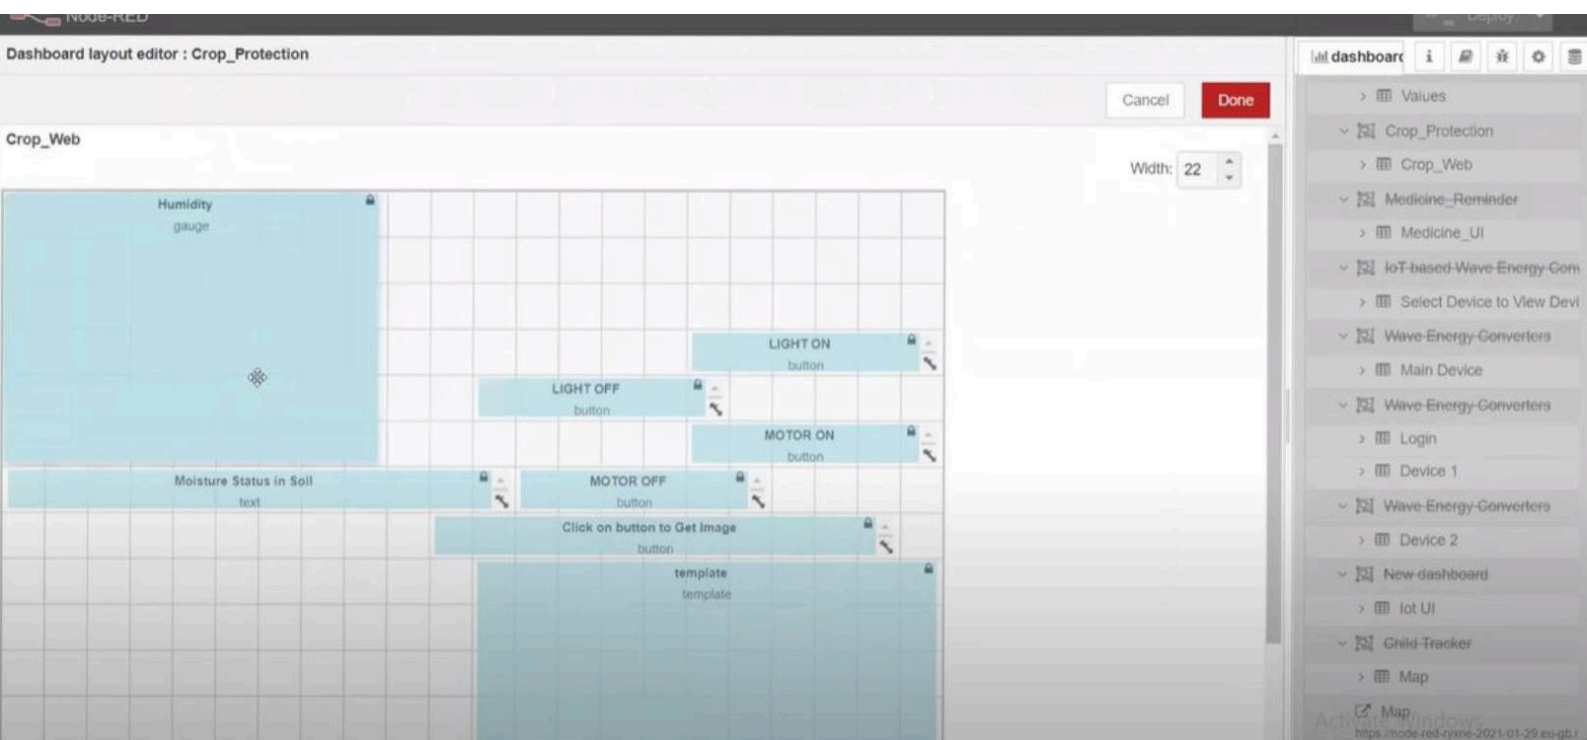 Node-RED
Deploy
Dashboard layout editor : Crop_Protection
dashboard
Cancel
Done
Crop_Web
Width: 22
Humidity
gauge
LIGHT ON
button
LIGHT OFF
button
MOTOR ON
button
Moisture Status in Soil
text
MOTOR OFF
button
Click on button to Get Image
button
template
template
Values
Crop_Protection
Crop_Web
Medicine_Reminder
Medicine_UI
IoT-based Wave Energy Conv
Select Device to View Devi
Wave Energy Converters
Main Device
Wave Energy Converters
Login
Device 1
Wave Energy Converters
Device 2
New dashboard
Iot UI
Child Tracker
Map
Map
Activate Windows